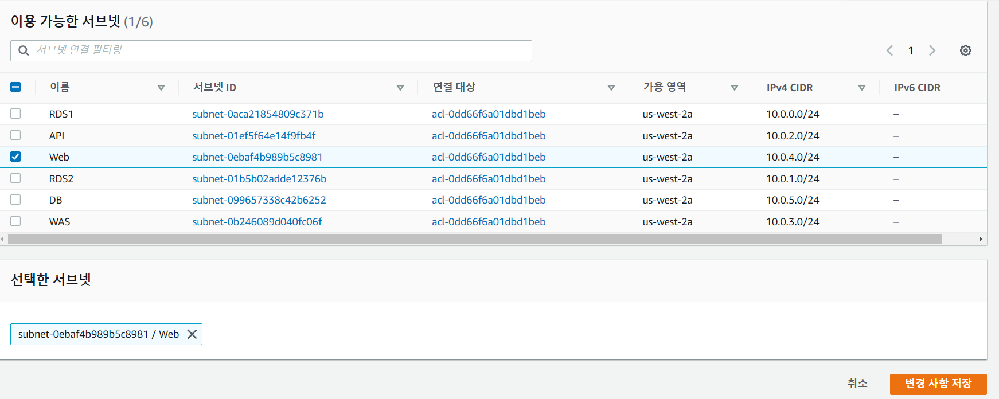 이용 가능한 서브넷 (1/6)
서브넷 연결 필터링
1
이름 서브넷 ID 연결 대상 가용 영역 IPv4 CIDR IPv6 CIDR
RDS1 subnet-0aca21854809c371b acl-0dd66f6a01dbd1beb us-west-2a 10.0.0.0/24 –
API subnet-01ef5f64e14f9fb4f acl-0dd66f6a01dbd1beb us-west-2a 10.0.2.0/24 –
Web subnet-0ebaf4b989b5c8981 acl-0dd66f6a01dbd1beb us-west-2a 10.0.4.0/24 –
RDS2 subnet-01b5b02adde12376b acl-0dd66f6a01dbd1beb us-west-2a 10.0.1.0/24 –
DB subnet-099657338c42b6252 acl-0dd66f6a01dbd1beb us-west-2a 10.0.5.0/24 –
WAS subnet-0b246089d040fc06f acl-0dd66f6a01dbd1beb us-west-2a 10.0.3.0/24 –
선택한 서브넷
subnet-0ebaf4b989b5c8981 / Web
취소 변경 사항 저장